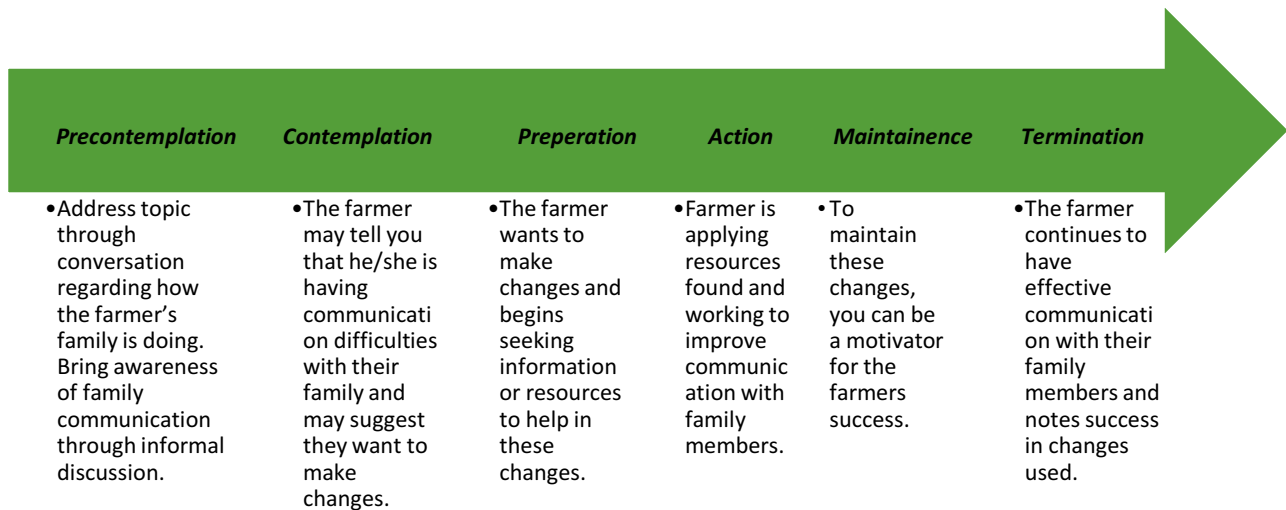 Precontemplation
Contemplation
Preperation
Action
Maintainence
Termination
•Address topic
through
conversation
regarding how
the farmer’s
family is doing.
Bring awareness
of family
communication
through informal
discussion.
•The farmer
may tell you
that he/she is
having
communicati
on difficulties
with their
family and
may suggest
they want to
make
changes.
•The farmer
wants to
make
changes and
begins
seeking
information
or resources
to help in
these
changes.
•Farmer is
applying
resources
found and
working to
improve
communic
ation with
family
members.
•To
maintain
these
changes,
you can be
a motivator
for the
farmers
success.
•The farmer
continues to
have
effective
communicati
on with their
family
members and
notes success
in changes
used.